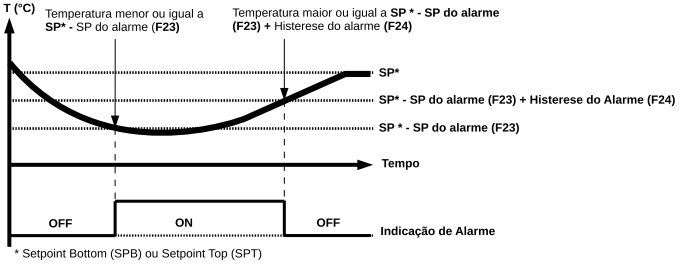 T (°C)
Temperatura menor ou igual a
SP* - SP do alarme (F23)
Temperatura maior ou igual a SP * - SP do alarme
(F23) + Histerese do alarme (F24)
SP*
SP* - SP do alarme (F23) + Histerese do Alarme (F24)
SP * - SP do alarme (F23)
Tempo
OFF
ON
OFF
Indicação de Alarme
* Setpoint Bottom (SPB) ou Setpoint Top (SPT)